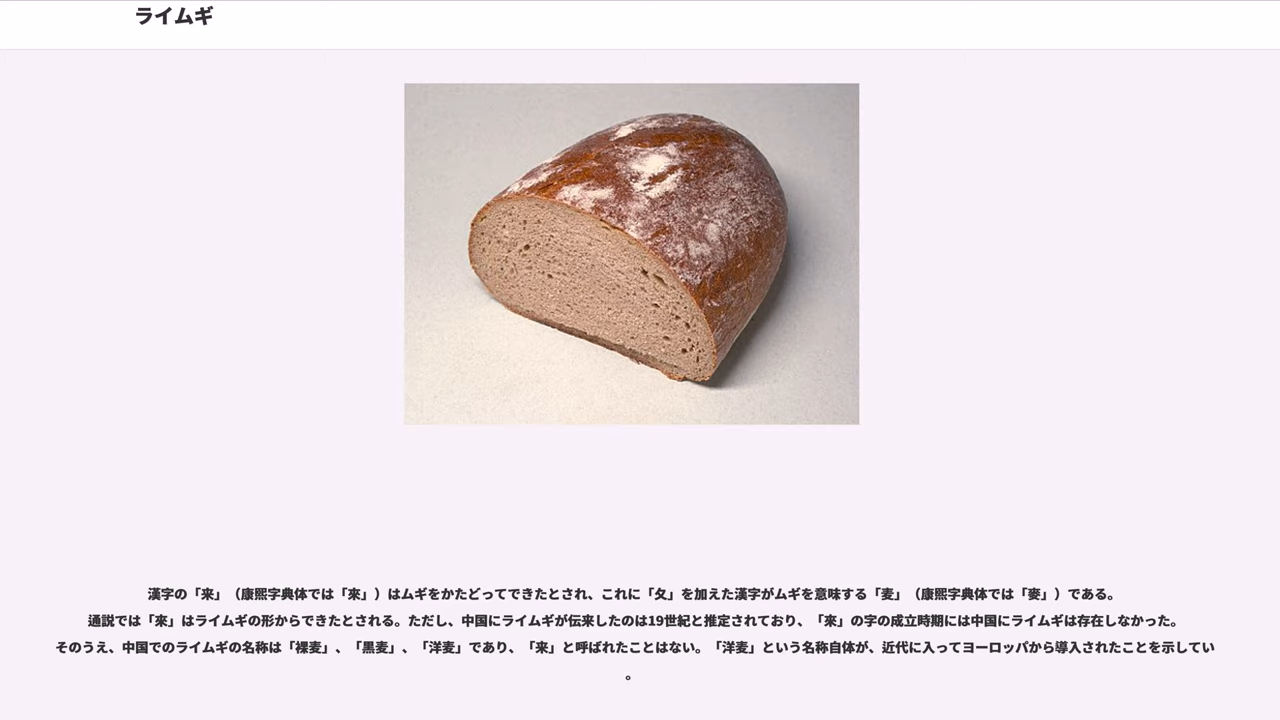 ライムギ
漢字の「来」（康熙字典体では「來」）はムギをかたどってできたとされ、これに「夂」を加えた漢字がムギを意味する「麦」（康熙字典体では「麥」）である。
通説では「來」はライムギの形からできたとされる。ただし、中国にライムギが伝来したのは19世紀と推定されており、「来」の字の成立時期には中国にライムギは存在しなかった。
そのうえ、中国でのライムギの名称は「裸麦」、「黒麦」、「洋麦」であり、「来」と呼ばれたことはない。「洋麦」という名称自体が、近代に入ってヨーロッパから導入されたことを示してい
。